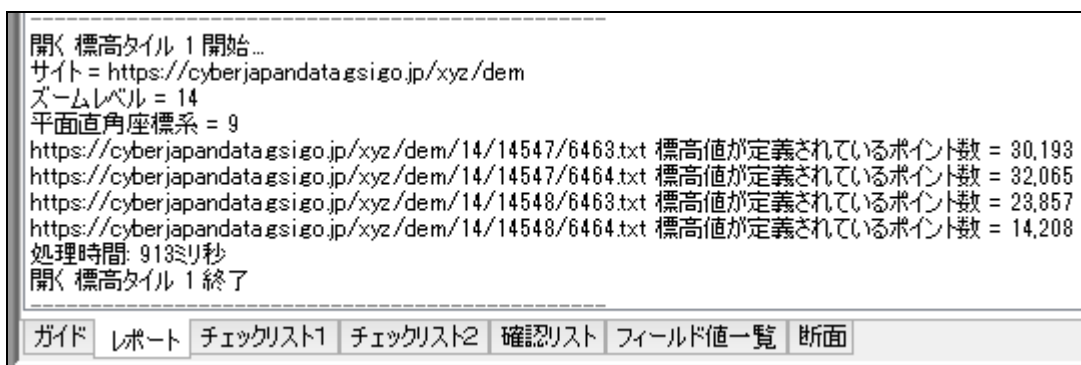 開く 標高タイル 1 開始...
サイト = https://cyberjapandata.gsi.go.jp/xyz/dem
ズームレベル = 14
平面直角座標系 = 9
https://cyberjapandata.gsi.go.jp/xyz/dem/14/14547/6463.txt 標高値が定義されているポイント数 = 30,193
https://cyberjapandata.gsi.go.jp/xyz/dem/14/14547/6464.txt 標高値が定義されているポイント数 = 32,065
https://cyberjapandata.gsi.go.jp/xyz/dem/14/14548/6463.txt 標高値が定義されているポイント数 = 23,857
https://cyberjapandata.gsi.go.jp/xyz/dem/14/14548/6464.txt 標高値が定義されているポイント数 = 14,208
処理時間: 913ミリ秒
開く 標高タイル 1 終了
ガイド レポート チェックリスト1 チェックリスト2 確認リスト フィールド値一覧 断面